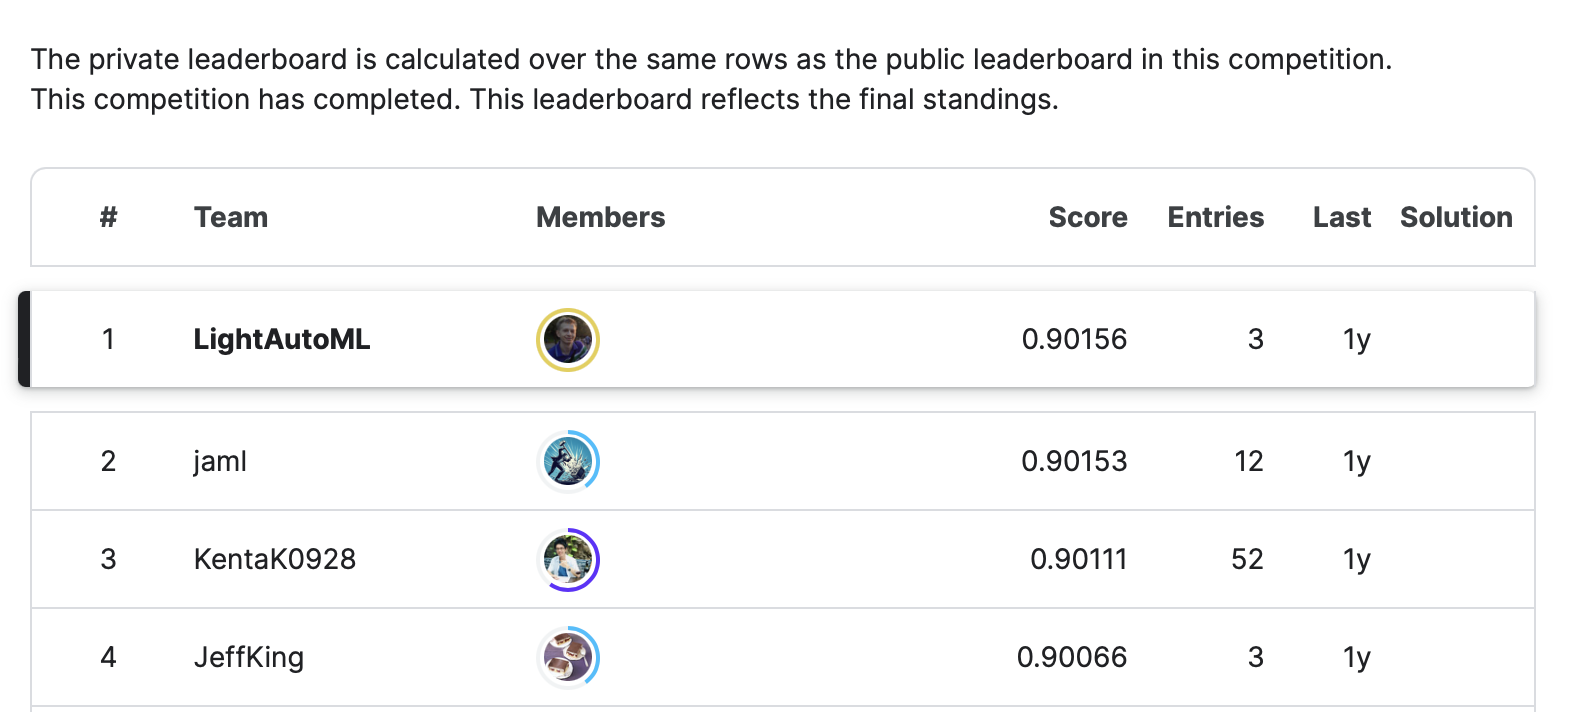 The private leaderboard is calculated over the same rows as the public leaderboard in this competition.
This competition has completed. This leaderboard reflects the final standings.
# Team Members Score Entries Last Solution
1 LightAutoML 0.90156 3 1y
2 jaml 0.90153 12 1y
3 KentaK0928 0.90111 52 1y
4 JeffKing 0.90066 3 1y